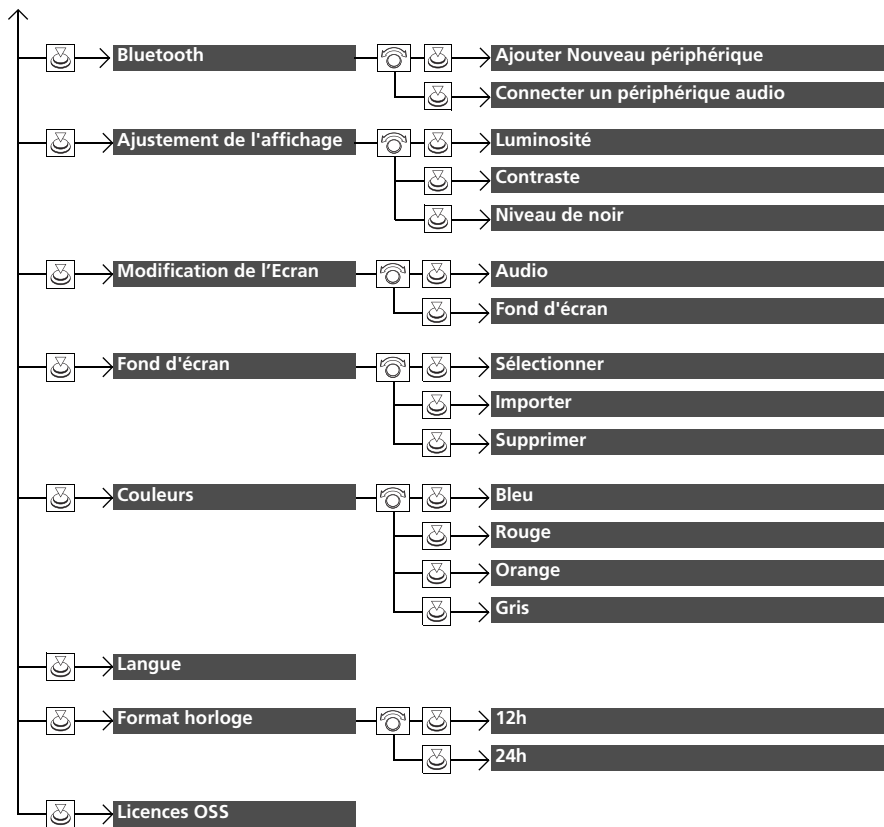 Bluetooth
Ajouter Nouveau périphérique
Connecter un périphérique audio
Ajustement de l'affichage
Luminosité
Contraste
Niveau de noir
Modification de l’Ecran
Audio
Fond d'écran
Fond d'écran
Sélectionner
Importer
Supprimer
Couleurs
Bleu
Rouge
Orange
Gris
Langue
Format horloge
12h
24h
Licences OSS